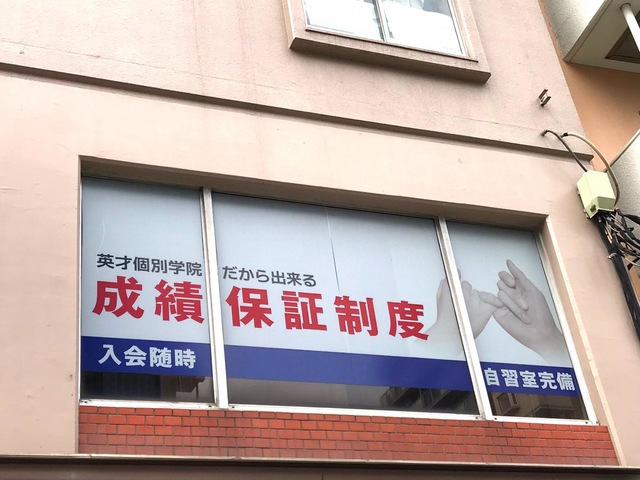 英才個別学院だから出来る
成績保証制度
入会随時
自習室完備